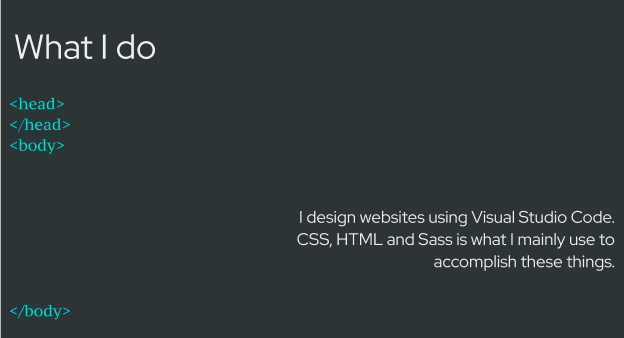 What I do
<head>
</head>
<body>
I design websites using Visual Studio Code.
CSS, HTML and Sass is what I mainly use to
accomplish these things.
</body>